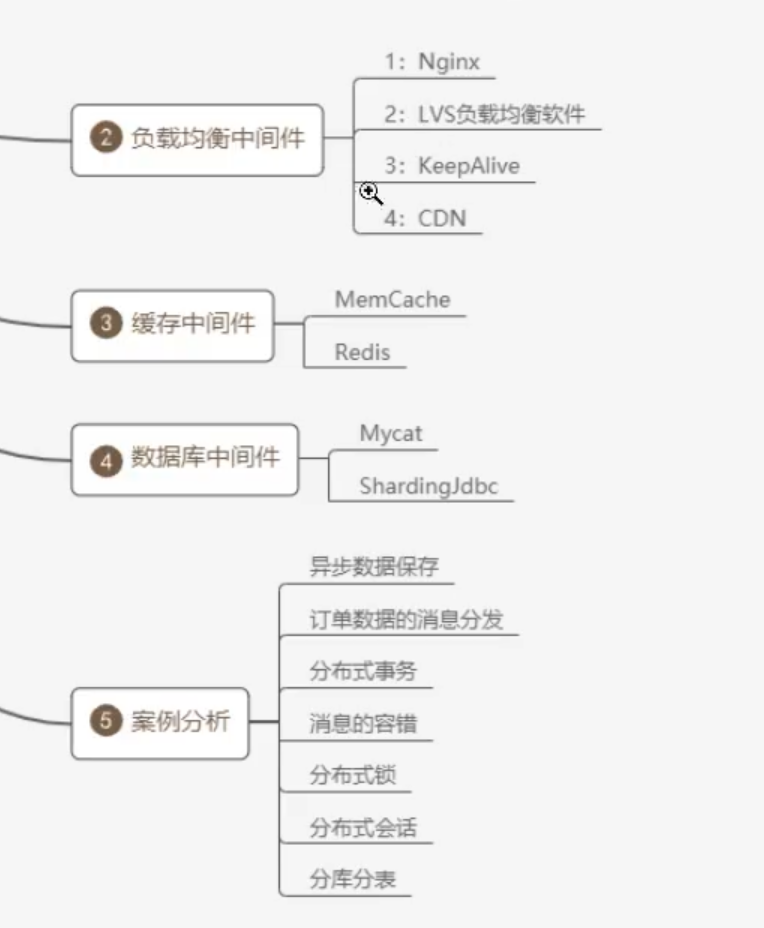 2 负载均衡中间件
1：Nginx
2：LVS负载均衡软件
3：KeepAlive
4：CDN
3 缓存中间件
MemCache
Redis
4 数据库中间件
Mycat
ShardingJdbc
5 案例分析
异步数据保存
订单数据的消息分发
分布式事务
消息的容错
分布式锁
分布式会话
分库分表